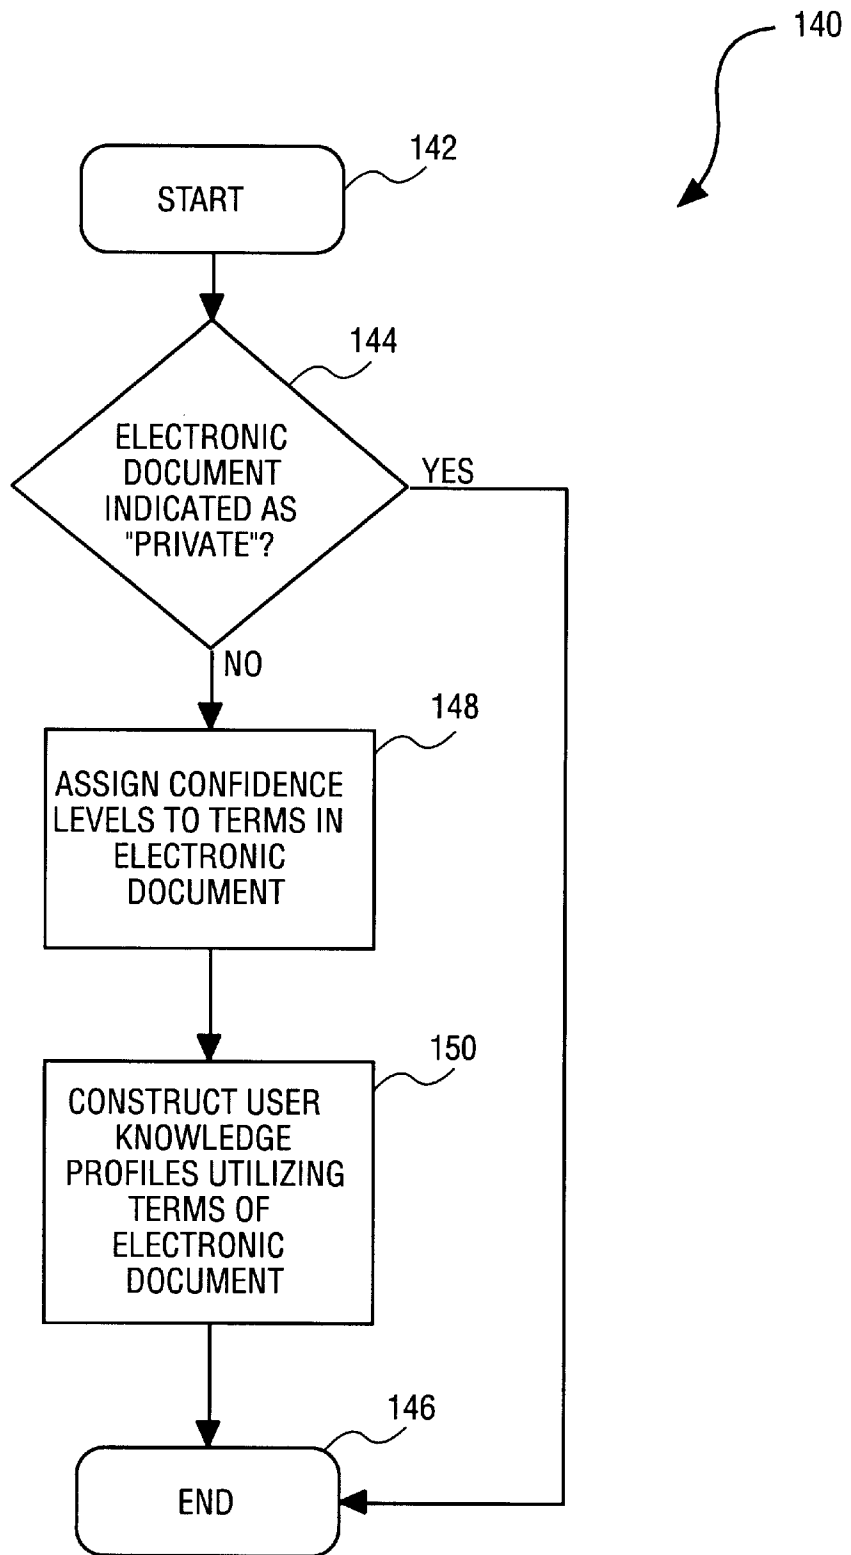 140
142
START
144
ELECTRONIC
DOCUMENT
INDICATED AS
"PRIVATE"?
YES
NO
148
ASSIGN CONFIDENCE
LEVELS TO TERMS IN
ELECTRONIC
DOCUMENT
150
CONSTRUCT USER
KNOWLEDGE
PROFILES UTILIZING
TERMS OF
ELECTRONIC
DOCUMENT
146
END